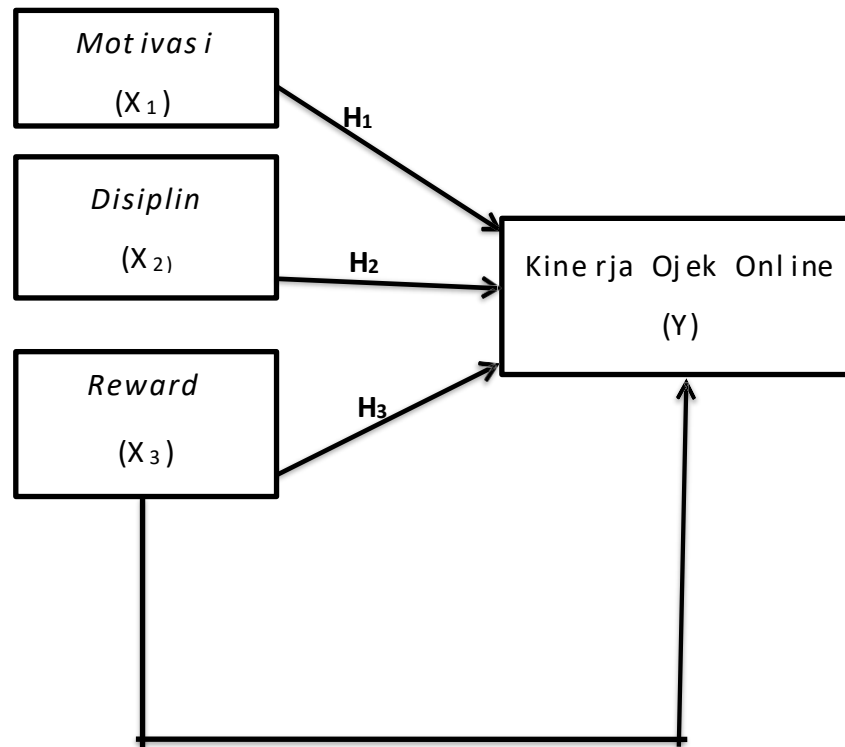 Motivasi
(X1)
H1
Disiplin
(X2)
H2
Kinerja Ojek Online
(Y)
Reward
(X3)
H3